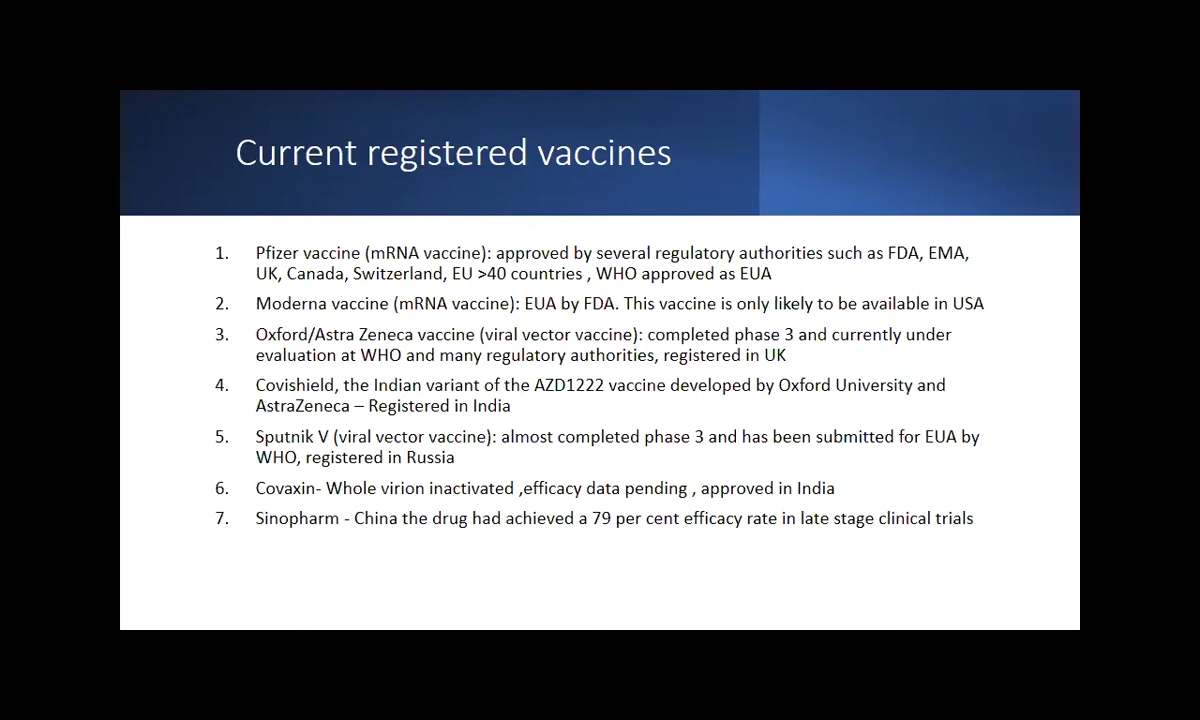 Current registered vaccines
1. Pfizer vaccine (mRNA vaccine): approved by several regulatory authorities such as FDA, EMA,
UK, Canada, Switzerland, EU >40 countries , WHO approved as EUA
2. Moderna vaccine (mRNA vaccine): EUA by FDA. This vaccine is only likely to be available in USA
3. Oxford/Astra Zeneca vaccine (viral vector vaccine): completed phase 3 and currently under
evaluation at WHO and many regulatory authorities, registered in UK
4. Covishield, the Indian variant of the AZD1222 vaccine developed by Oxford University and
AstraZeneca – Registered in India
5. Sputnik V (viral vector vaccine): almost completed phase 3 and has been submitted for EUA by
WHO, registered in Russia
6. Covaxin- Whole virion inactivated ,efficacy data pending , approved in India
7. Sinopharm - China the drug had achieved a 79 per cent efficacy rate in late stage clinical trials